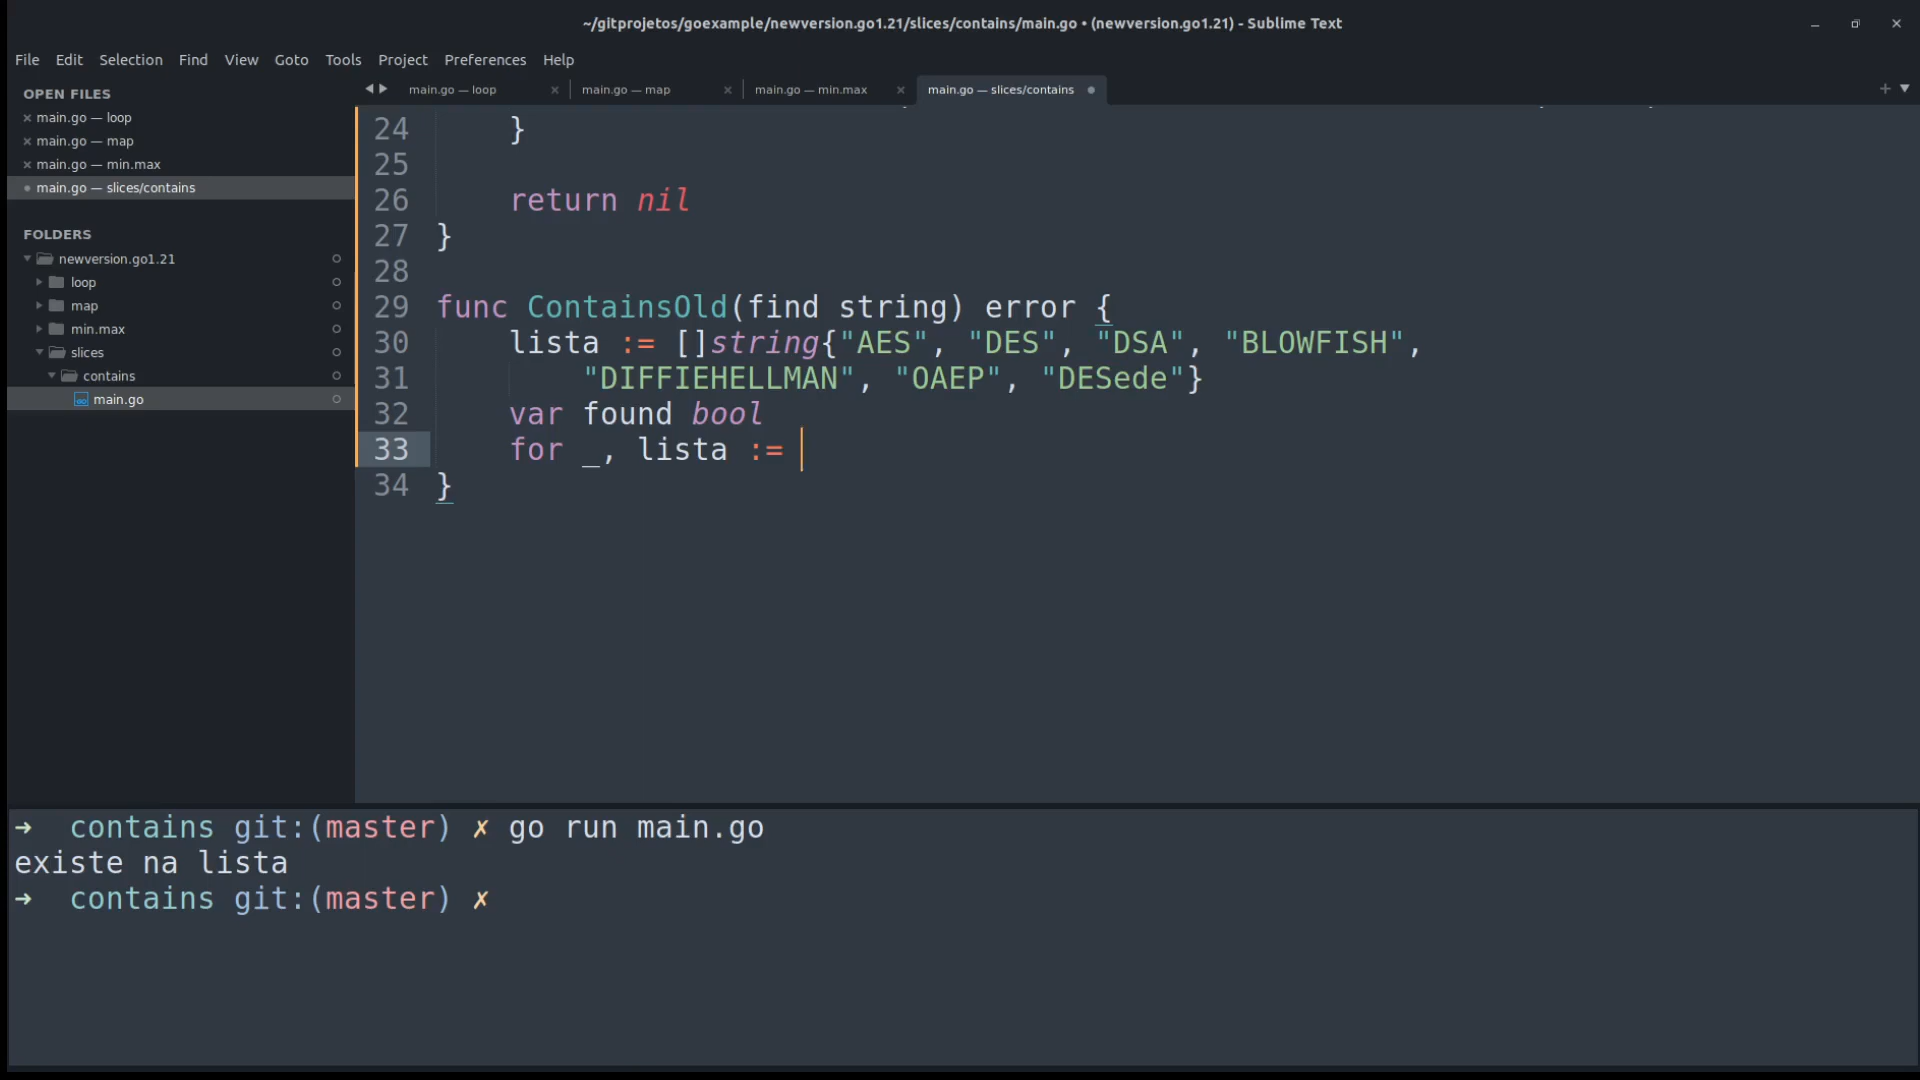 ~/gitprojetos/goexample/newversion.go1.21/slices/contains/main.go • (newversion.go1.21) - Sublime Text
File Edit Selection Find View Goto Tools Project Preferences Help
OPEN FILES
main.go — loop
main.go — map
main.go — min.max
main.go — slices/contains
FOLDERS
newversion.go1.21
loop
map
min.max
slices
contains
main.go
main.go — loop main.go — map main.go — min.max main.go — slices/contains
24 }
25
26 return nil
27 }
28
29 func ContainsOld(find string) error {
30 lista := []string{"AES", "DES", "DSA", "BLOWFISH",
31 "DIFFIEHELLMAN", "OAEP", "DESede"}
32 var found bool
33 for _, lista :=
34 }
➜ contains git:(master) ✗ go run main.go
existe na lista
➜ contains git:(master) ✗